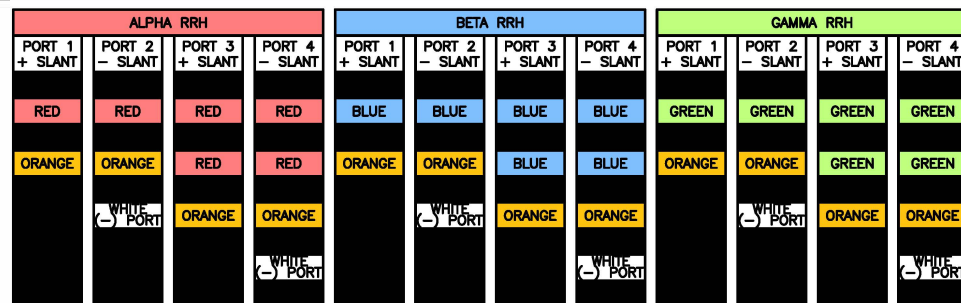 ALPHA RRH BETA RRH GAMMA RRH
PORT 1 PORT 2 PORT 3 PORT 4 PORT 1 PORT 2 PORT 3 PORT 4 PORT 1 PORT 2 PORT 3 PORT 4
+ SLANT - SLANT + SLANT - SLANT + SLANT - SLANT + SLANT - SLANT + SLANT - SLANT + SLANT - SLANT
RED RED RED RED BLUE BLUE BLUE BLUE GREEN GREEN GREEN GREEN
ORANGE ORANGE RED RED ORANGE ORANGE BLUE BLUE ORANGE ORANGE GREEN GREEN
WHITE WHITE WHITE
(-) PORT ORANGE ORANGE (-) PORT ORANGE ORANGE (-) PORT ORANGE ORANGE
WHITE WHITE WHITE
(-) PORT (-) PORT (-) PORT